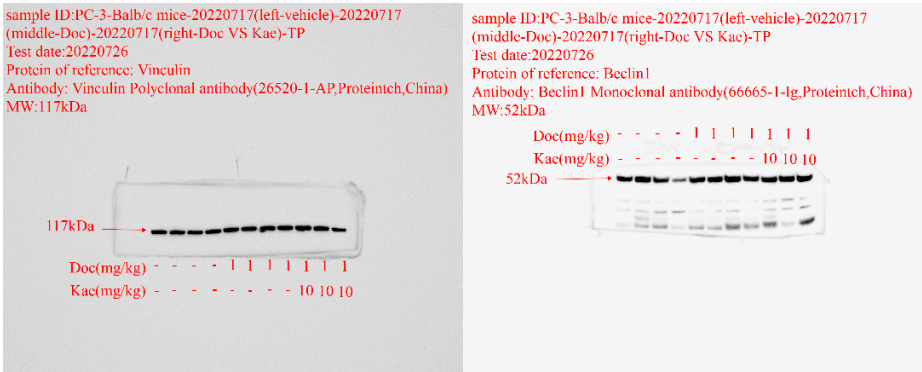 sample ID:PC-3-Balb/c mice-20220717(left-vehicle)-20220717
(middle-Doc)-20220717(right-Doc VS Kae)-TP
Test date:20220726
Protein of reference: Vinculin
Antibody: Vinculin Polyclonal antibody(26520-1-AP,Proteintch,China)
MW:117kDa
117kDa
Doc(mg/kg) - - - - 1 1 1 1 1 1 1
Kae(mg/kg) - - - - - - - - 10 10 10
sample ID:PC-3-Balb/c mice-20220717(left-vehicle)-20220717
(middle-Doc)-20220717(right-Doc VS Kae)-TP
Test date:20220726
Protein of reference: Beclin1
Antibody: Beclin1 Monoclonal antibody(66665-1-Ig,Proteintch,China)
MW:52kDa
Doc(mg/kg) - - - - 1 1 1 1 1 1 1
Kae(mg/kg) - - - - - - - - 10 10 10
52kDa